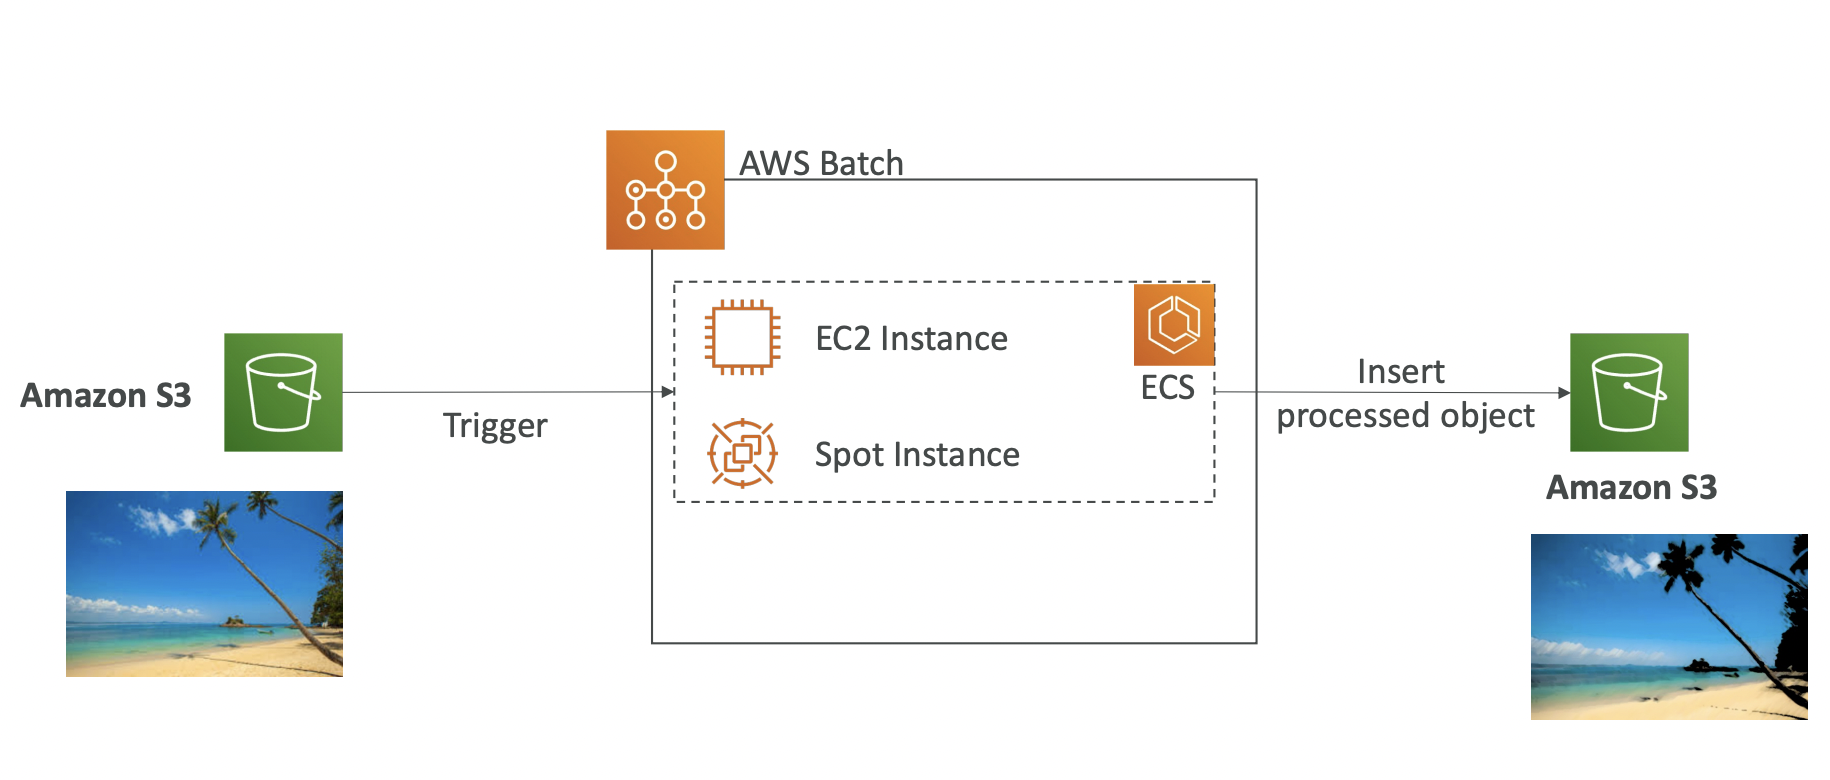 AWS Batch
EC2 Instance
ECS
Spot Instance
Amazon S3
Trigger
Insert
processed object
Amazon S3